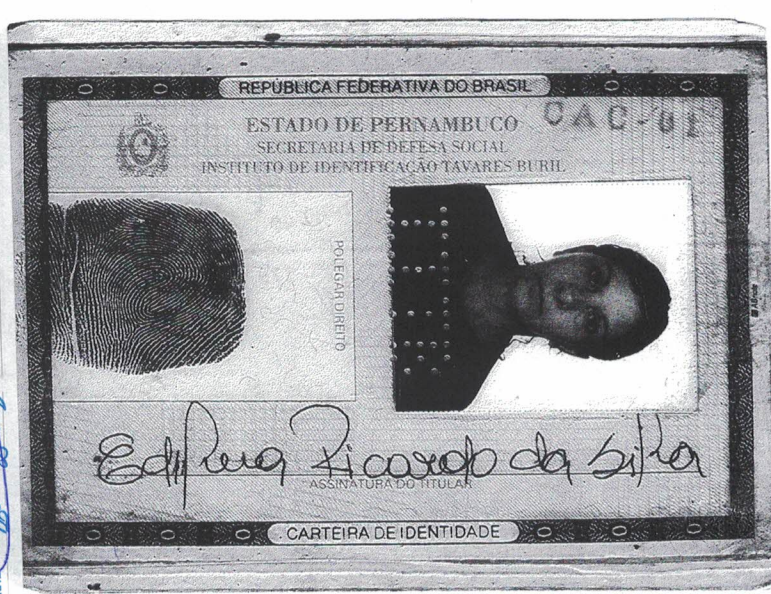 REPÚBLICA FEDERATIVA DO BRASIL
ESTADO DE PERNAMBUCO
CAC-01
SECRETARIA DE DEFESA SOCIAL
INSTITUTO DE IDENTIFICAÇÃO TAVARES BURIL
POLEGAR DIREITO
Ricardo da Silva
ASSINATURA DO TITULAR
CARTEIRA DE IDENTIDADE